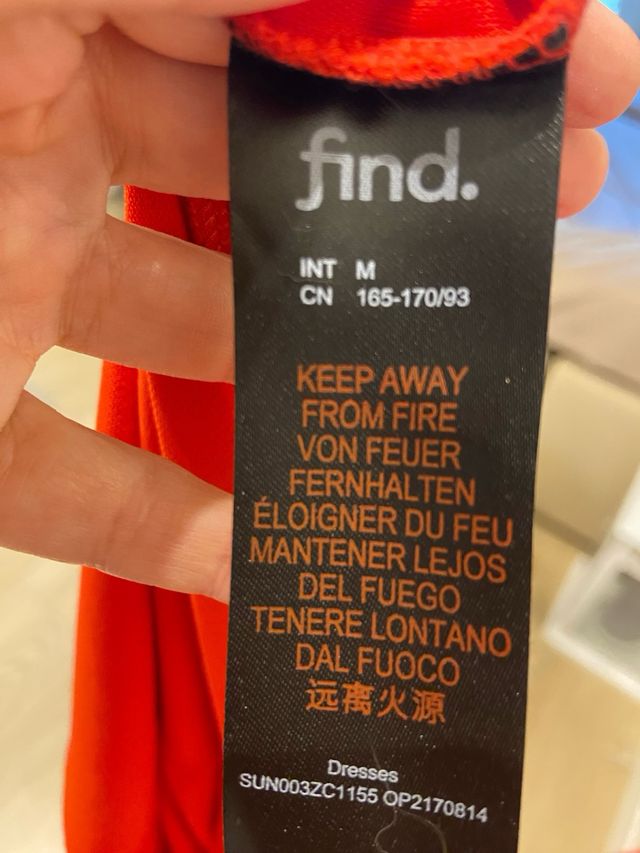 find.
INT M
CN 165-170/93
KEEP AWAY
FROM FIRE
VON FEUER
FERNHALTEN
ÉLOIGNER DU FEU
MANTENER LEJOS
DEL FUEGO
TENERE LONTANO
DAL FUOCO
远离火源
Dresses
SUN003ZC1155 OP2170814